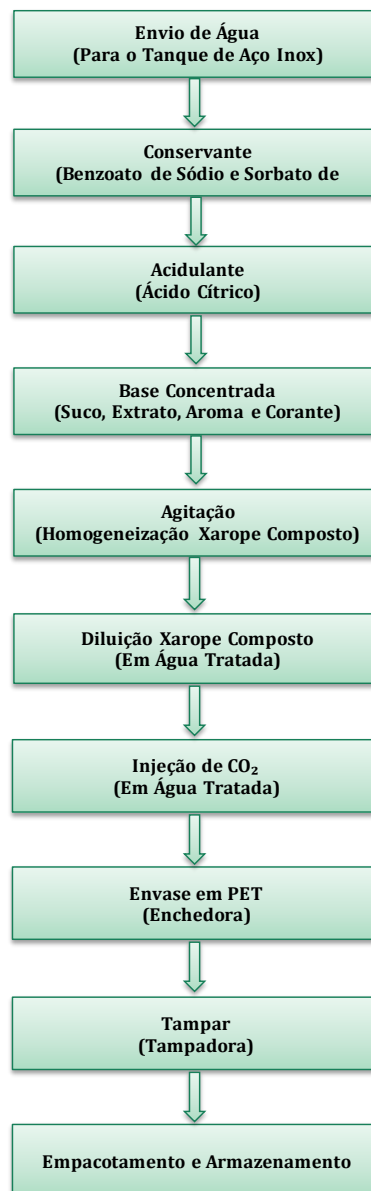 Envio de Água
(Para o Tanque de Aço Inox)
Conservante
(Benzoato de Sódio e Sorbato de
Acidulante
(Ácido Cítrico)
Base Concentrada
(Suco, Extrato, Aroma e Corante)
Agitação
(Homogeneização Xarope Composto)
Diluição Xarope Composto
(Em Água Tratada)
Injeção de CO₂
(Em Água Tratada)
Envase em PET
(Enchedora)
Tampar
(Tampadora)
Empacotamento e Armazenamento